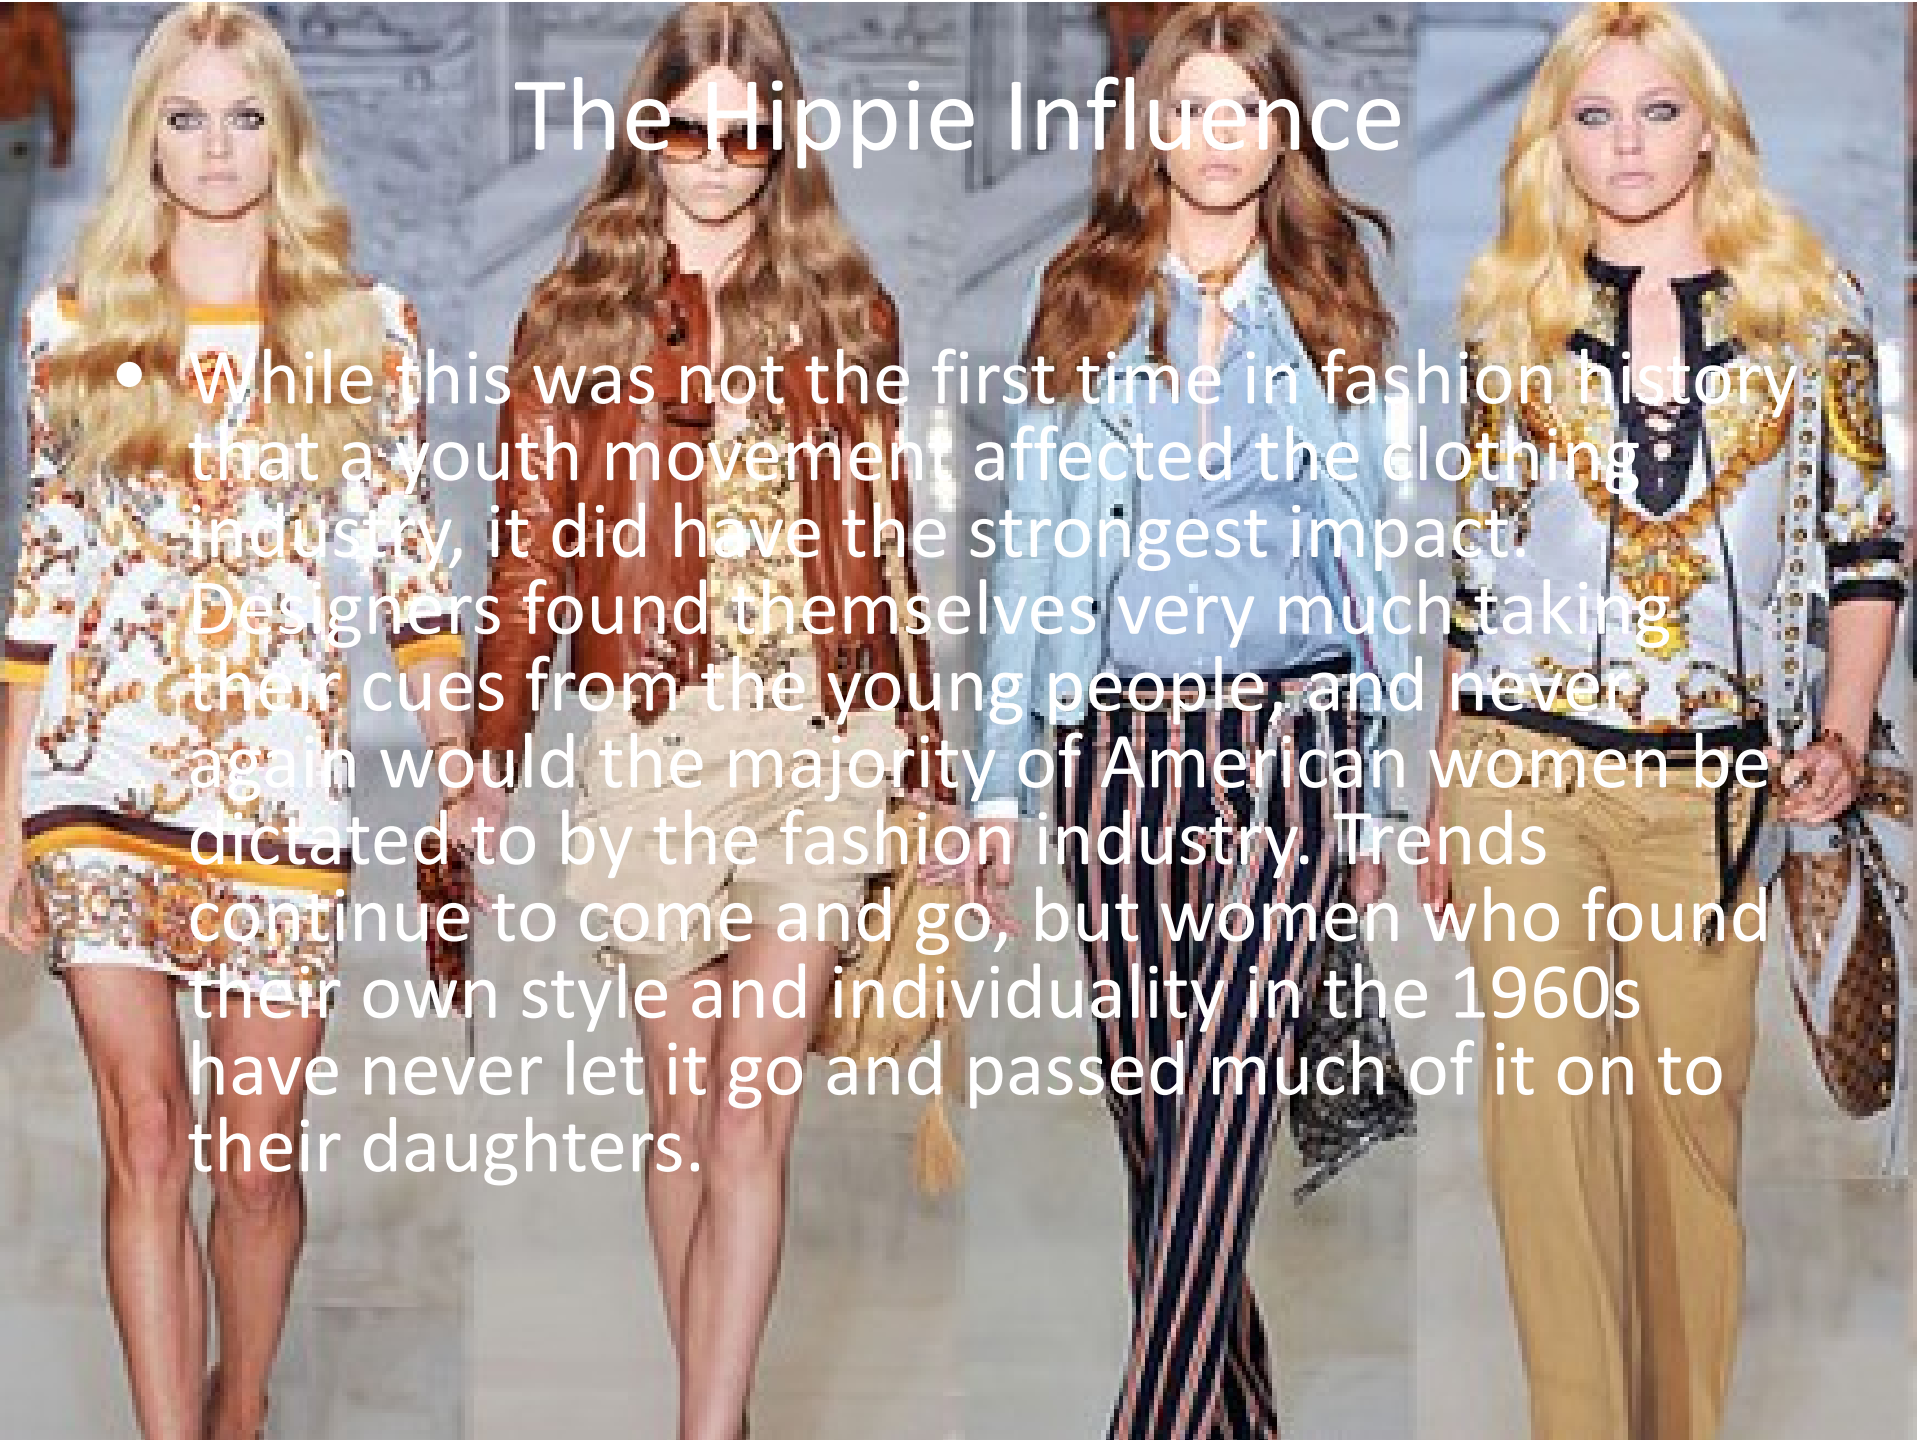 The Hippie Influence
• While this was not the first time in fashion history
that a youth movement affected the clothing
industry, it did have the strongest impact.
Designers found themselves very much taking
their cues from the young people, and never
again would the majority of American women be
dictated to by the fashion industry. Trends
continue to come and go, but women who found
their own style and individuality in the 1960s
have never let it go and passed much of it on to
their daughters.